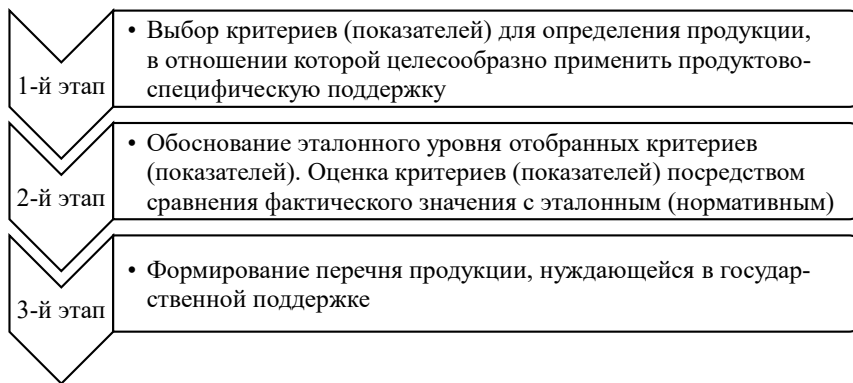 1-й этап
• Выбор критериев (показателей) для определения продукции,
в отношении которой целесообразно применить продуктово-
специфическую поддержку
2-й этап
• Обоснование эталонного уровня отобранных критериев
(показателей). Оценка критериев (показателей) посредством
сравнения фактического значения с эталонным (нормативным)
3-й этап
• Формирование перечня продукции, нуждающейся в государ-
ственной поддержке